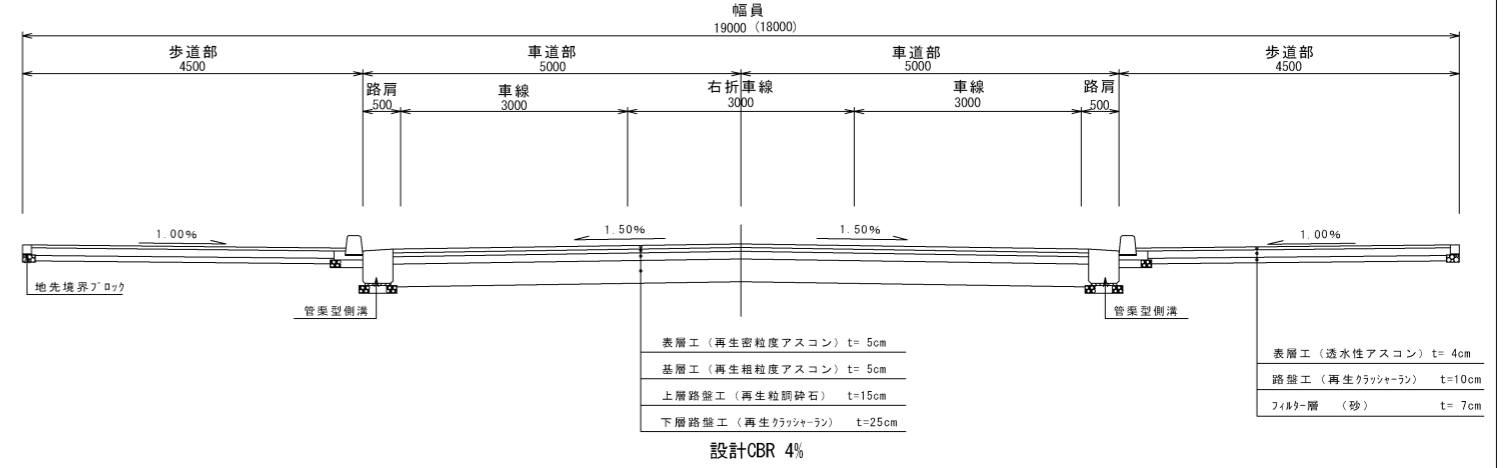 幅員
19000 (18000)
歩道部 車道部 車道部 歩道部
4500 5000 5000 4500
路肩 車線 右折車線 車線 路肩
500 3000 3000 3000 500
1.00% 1.50% 1.50% 1.00%
地先境界ブロック
管渠型側溝 管渠型側溝
表層工 (再生密粒度アスコン) t= 5cm
基層工 (再生粗粒度アスコン) t= 5cm
上層路盤工 (再生粒調砕石) t=15cm
下層路盤工 (再生クラッシャーラン) t=25cm
表層工 (透水性アスコン) t= 4cm
路盤工 (再生クラッシャーラン) t=10cm
フィルター層 (砂) t= 7cm
設計CBR 4%